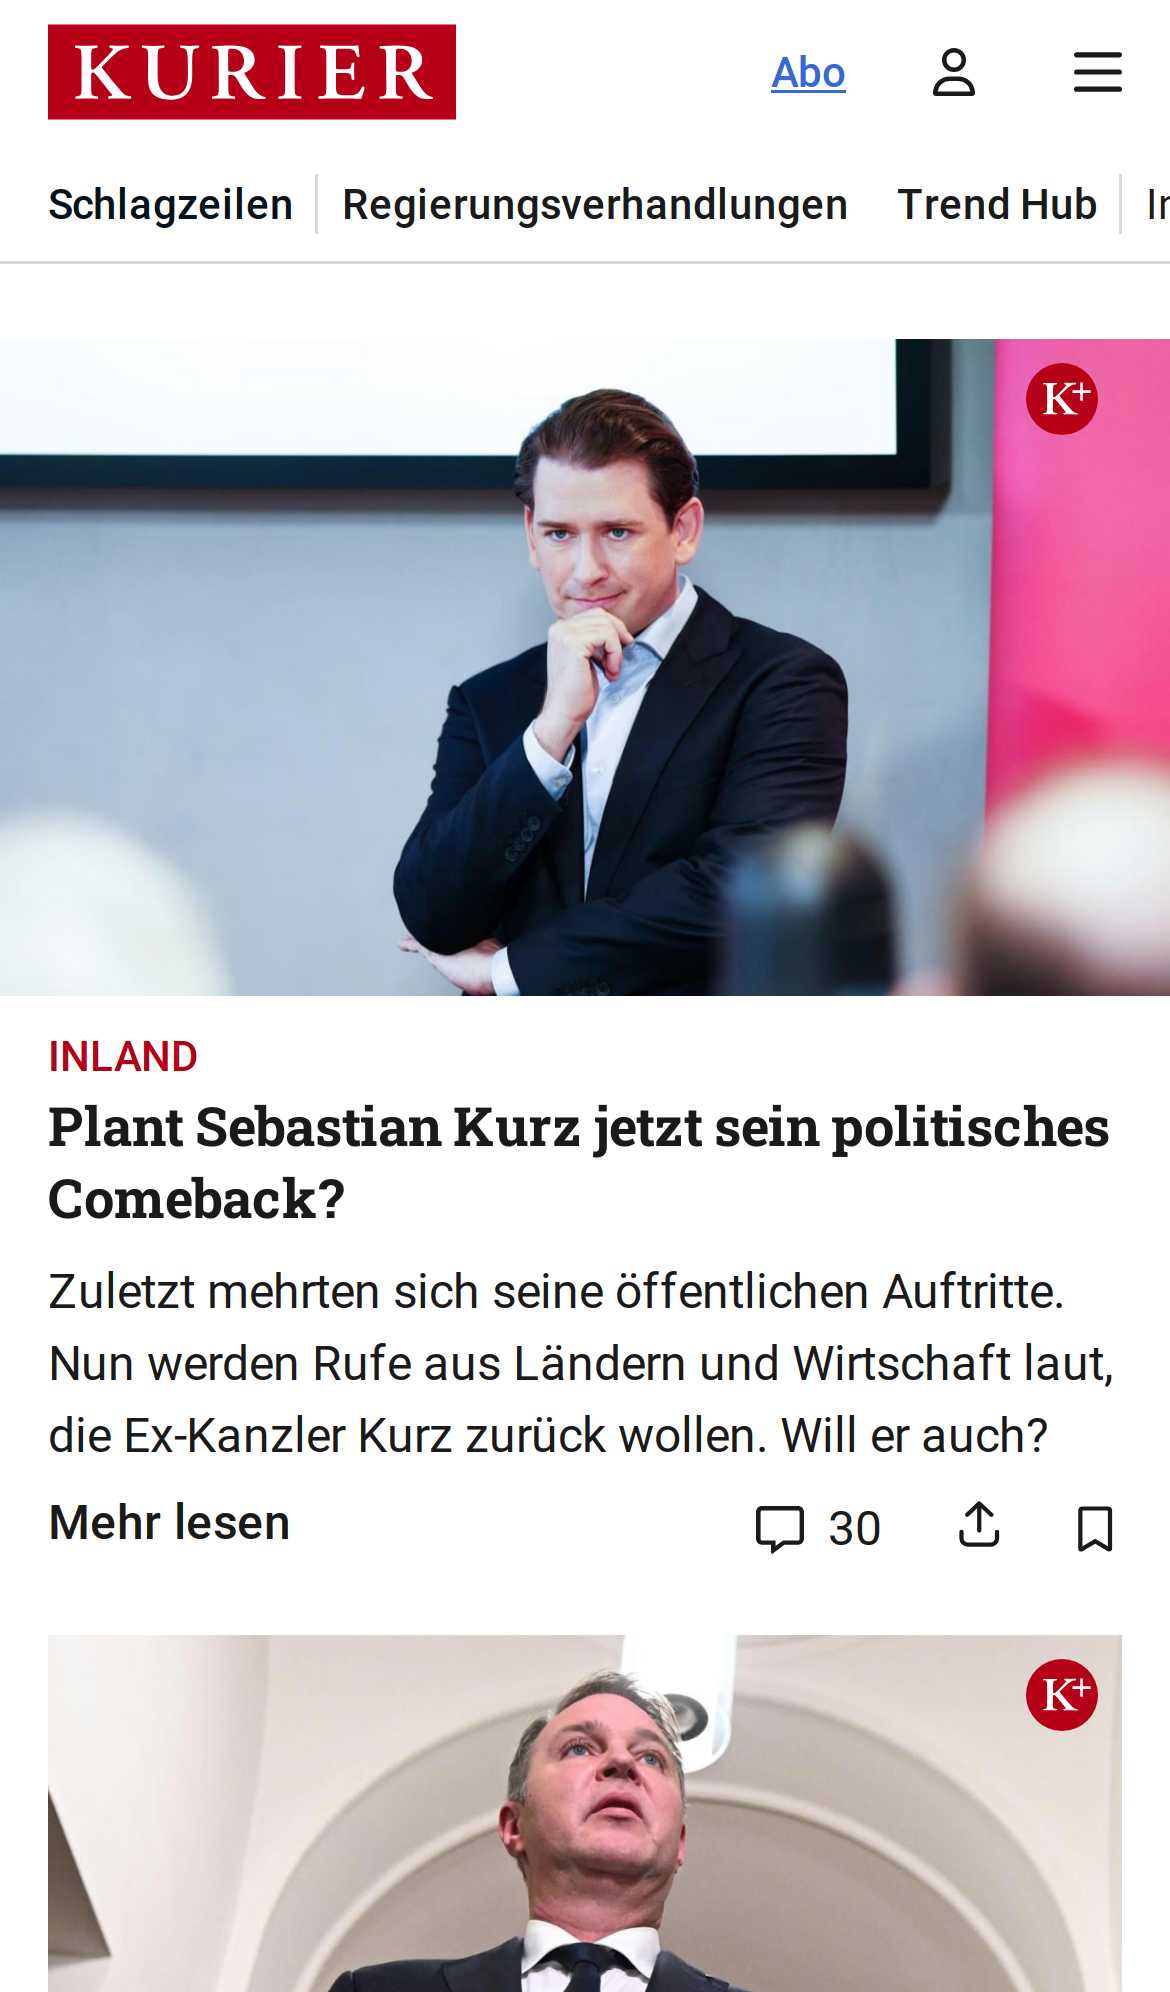 KURIER
Abo
Schlagzeilen
Regierungsverhandlungen
Trend Hub
K+
INLAND
Plant Sebastian Kurz jetzt sein politisches
Comeback?
Zuletzt mehrten sich seine öffentlichen Auftritte.
Nun werden Rufe aus Ländern und Wirtschaft laut,
die Ex-Kanzler Kurz zurück wollen. Will er auch?
Mehr lesen
30
K+